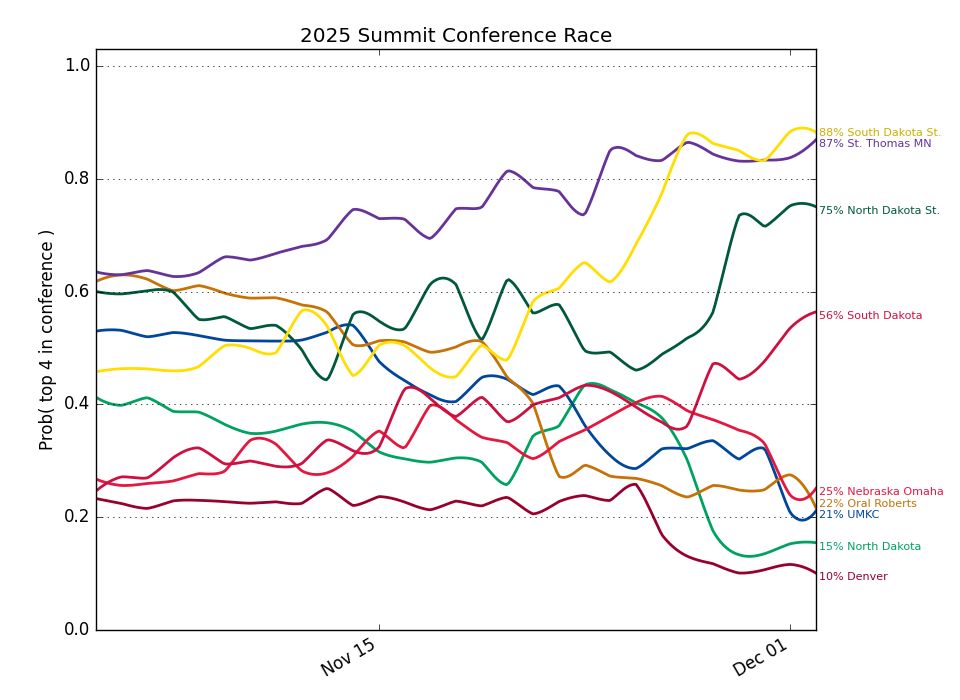 2025 Summit Conference Race
Prob( top 4 in conference )
1.0
0.8
0.6
0.4
0.2
0.0
Nov 15
Dec 01
88% South Dakota St.
87% St. Thomas MN
75% North Dakota St.
56% South Dakota
25% Nebraska Omaha
22% Oral Roberts
21% UMKC
15% North Dakota
10% Denver